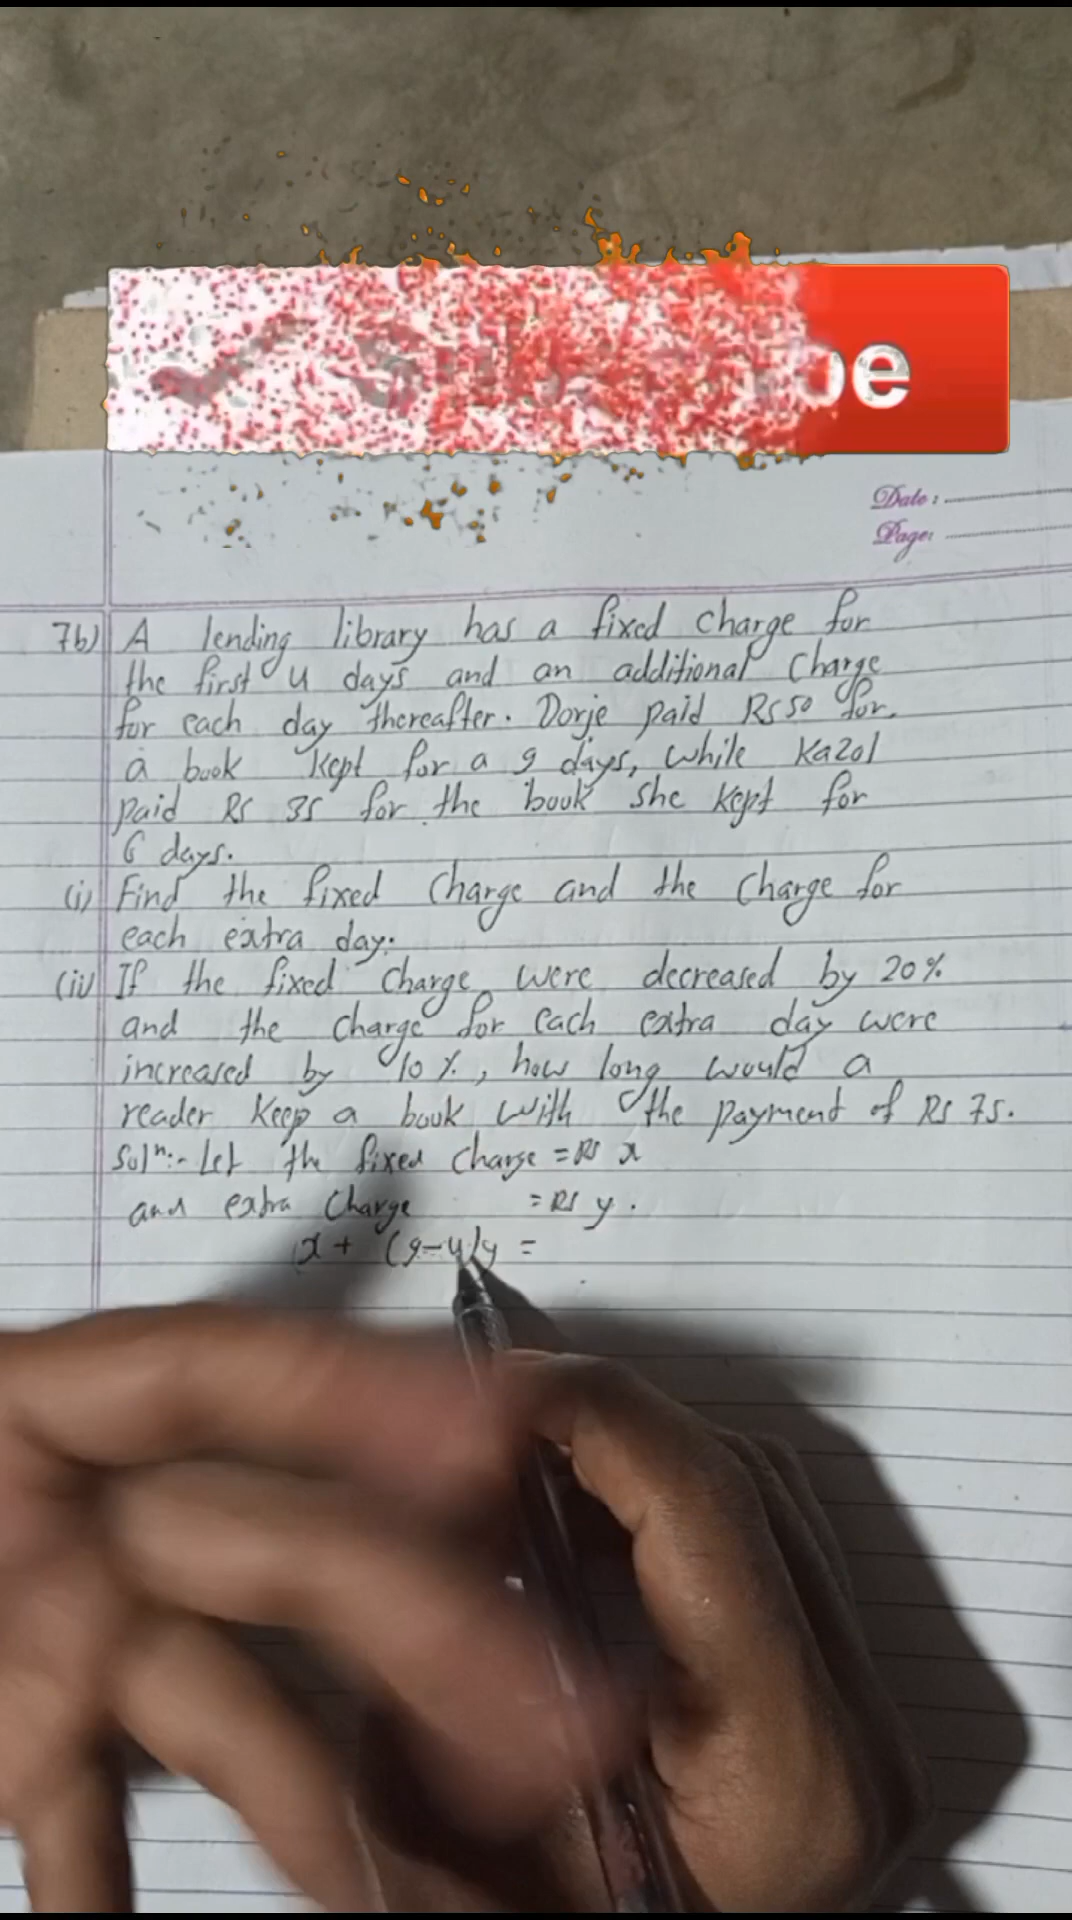 be
Date:
Page:
7b) A lending library has a fixed charge for
the first 4 days and an additional charge
for each day thereafter. Dorje paid Rs 50 for
a book kept for a 9 days, while Kazol
paid Rs 35 for the book she kept for
6 days.
(i) Find the fixed charge and the charge for
each extra day.
(ii) If the fixed charge were decreased by 20%
and the charge for each extra day were
increased by 10%, how long would a
reader keep a book with the payment of Rs 75.
Solⁿ:- Let the fixed charge = Rs x
and extra charge = Rs y.
x + (9-4)y =